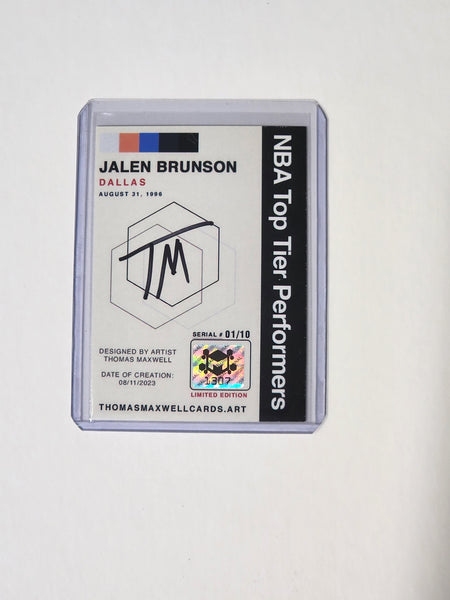 JALEN BRUNSON
DALLAS
AUGUST 31, 1996
TM
SERIAL # 01/10
DESIGNED BY ARTIST
THOMAS MAXWELL
1307
DATE OF CREATION:
08/11/2023
LIMITED EDITION
THOMASMAXWELLCARDS.ART
NBA Top Tier Performers